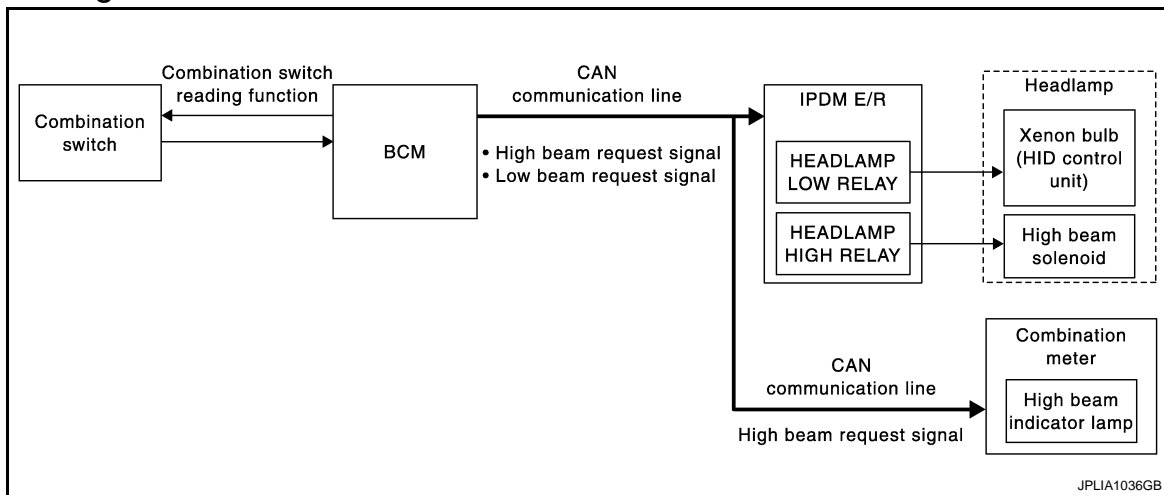 Combination switch
reading function
Combination
switch
BCM
CAN
communication line
• High beam request signal
• Low beam request signal
IPDM E/R
HEADLAMP
LOW RELAY
HEADLAMP
HIGH RELAY
Headlamp
Xenon bulb
(HID control
unit)
High beam
solenoid
CAN
communication line
High beam request signal
Combination
meter
High beam
indicator lamp
JPLIA1036GB